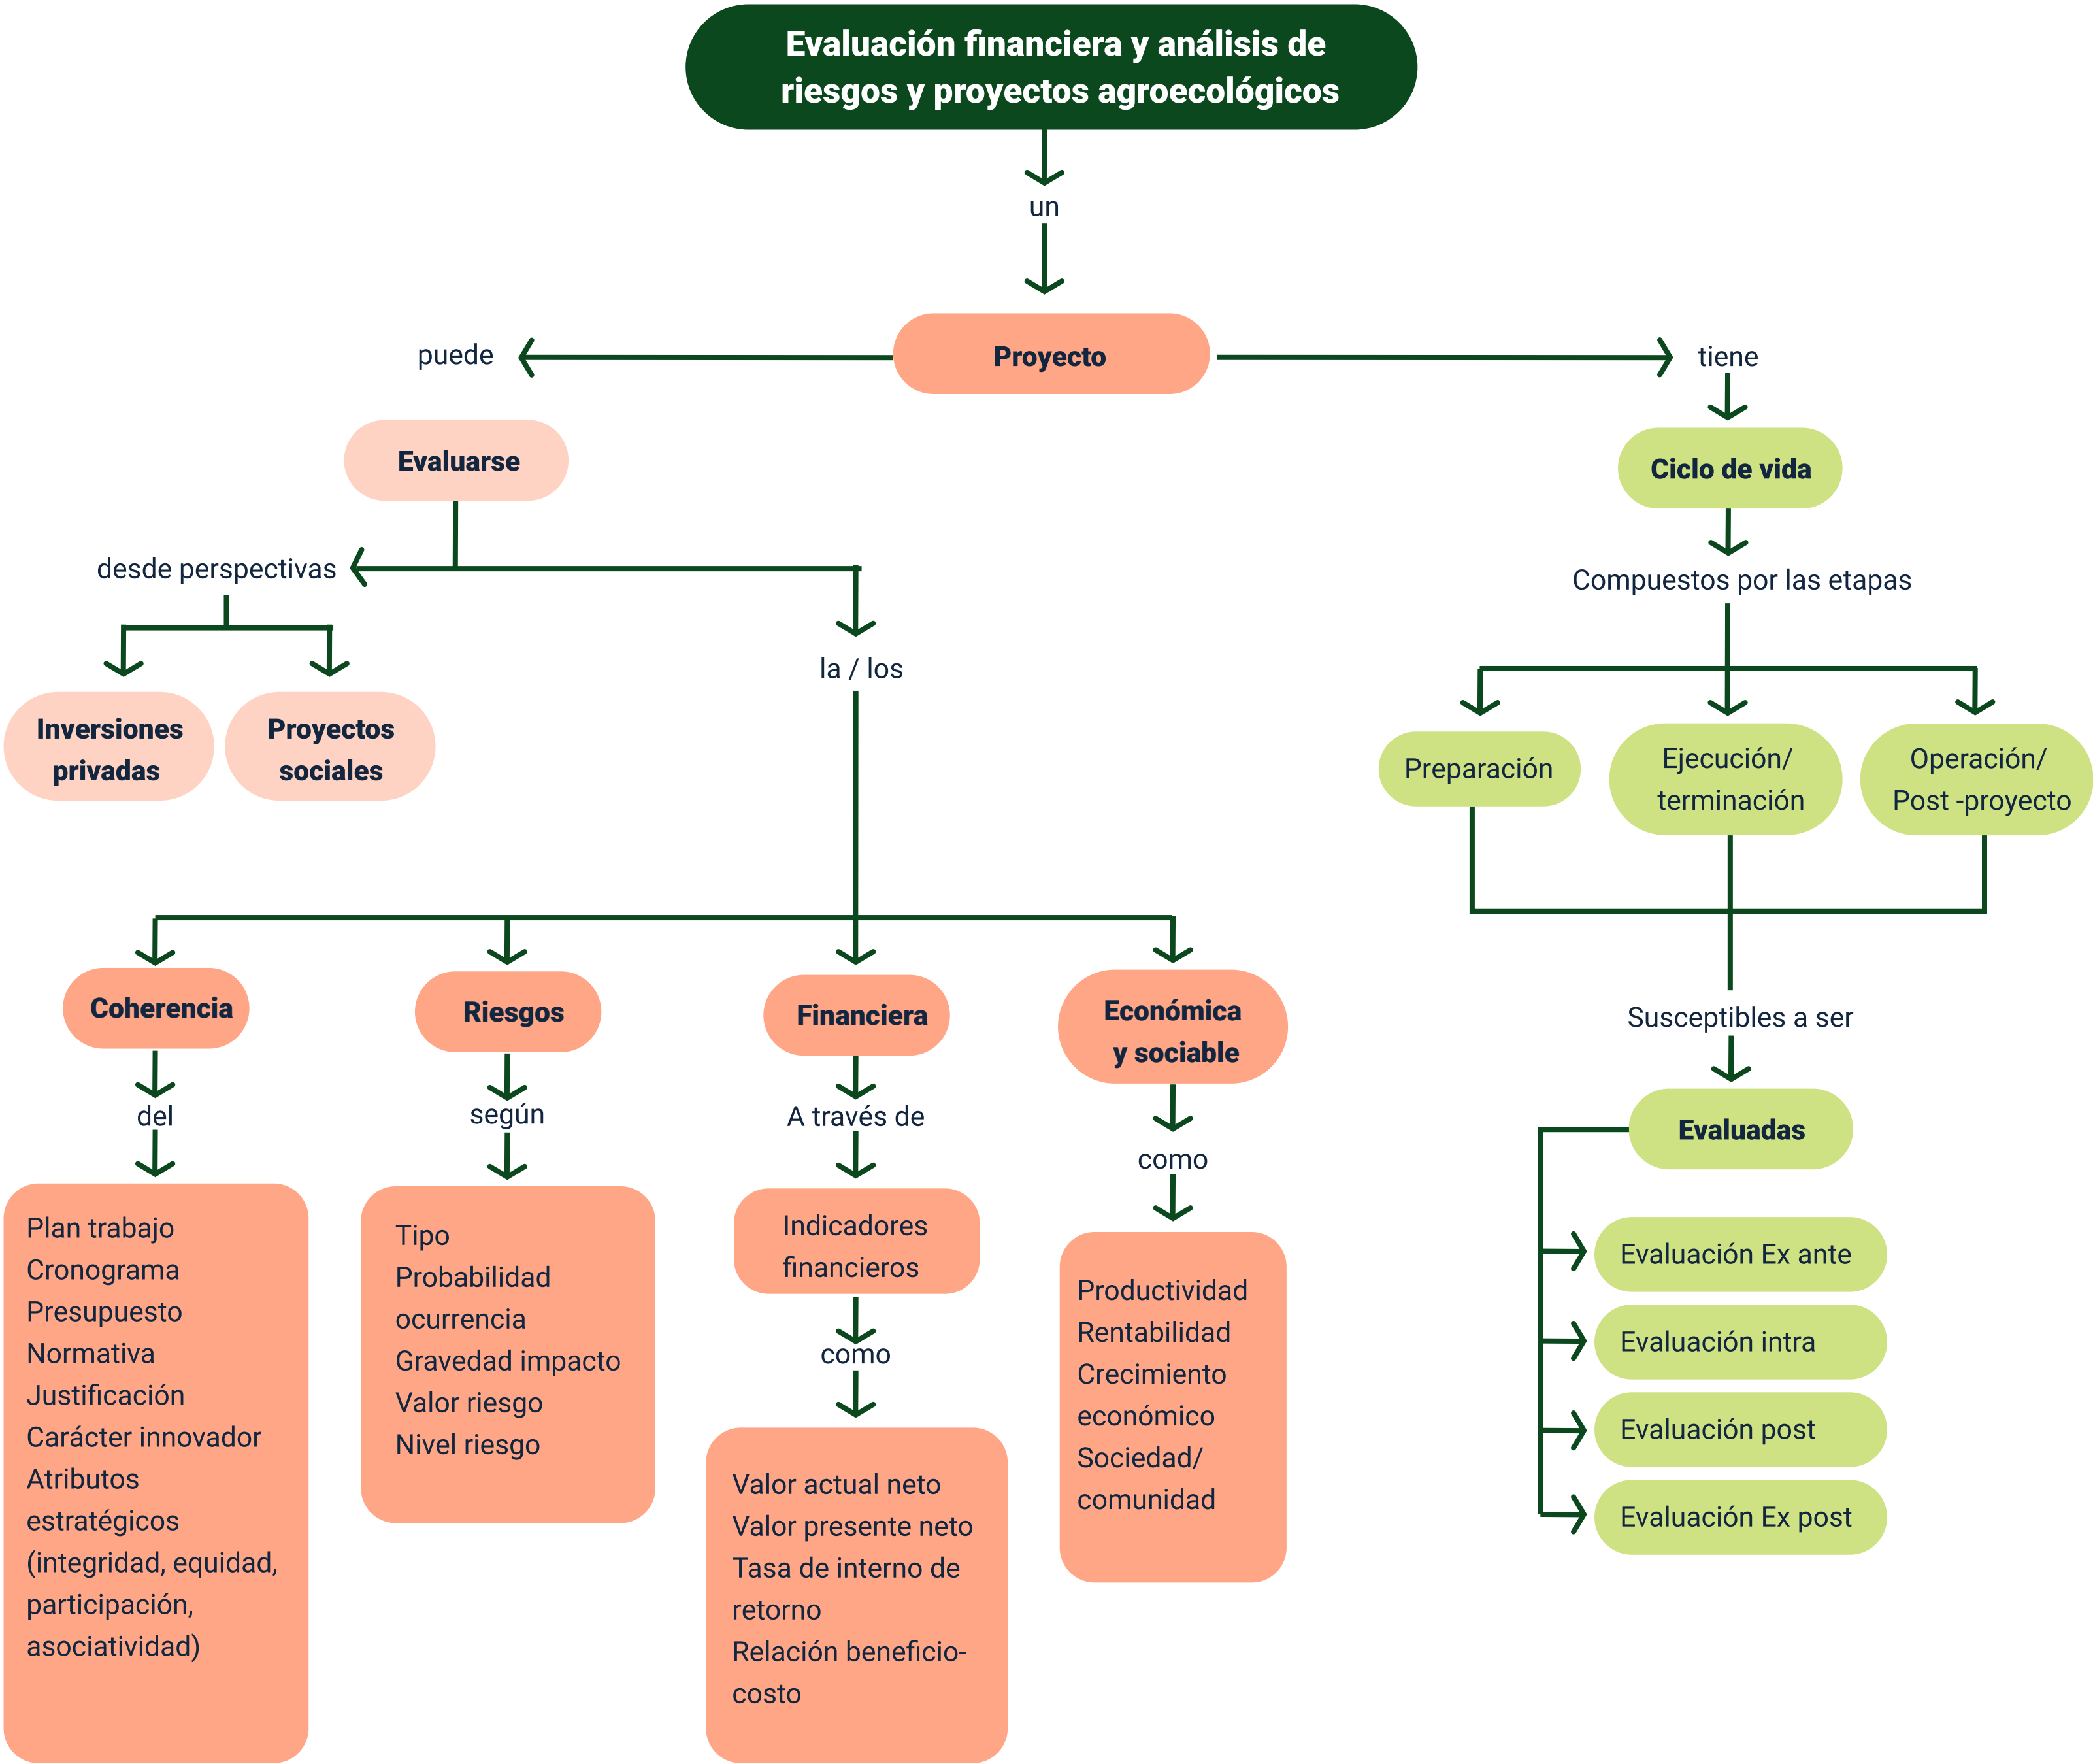 Evaluación financiera y análisis de
riesgos y proyectos agroecológicos
un
Proyecto
puede
tiene
Evaluarse
desde perspectivas
Inversiones
privadas
Proyectos
sociales
la / los
Coherencia
del
Plan trabajo
Cronograma
Presupuesto
Normativa
Justificación
Carácter innovador
Atributos
estratégicos
(integridad, equidad,
participación,
asociatividad)
Riesgos
según
Tipo
Probabilidad
ocurrencia
Gravedad impacto
Valor riesgo
Nivel riesgo
Financiera
A través de
Indicadores
financieros
como
Valor actual neto
Valor presente neto
Tasa de interno de
retorno
Relación beneficio-
costo
Económica
y sociable
como
Productividad
Rentabilidad
Crecimiento
económico
Sociedad/
comunidad
Ciclo de vida
Compuestos por las etapas
Preparación
Ejecución/
terminación
Operación/
Post -proyecto
Susceptibles a ser
Evaluadas
Evaluación Ex ante
Evaluación intra
Evaluación post
Evaluación Ex post